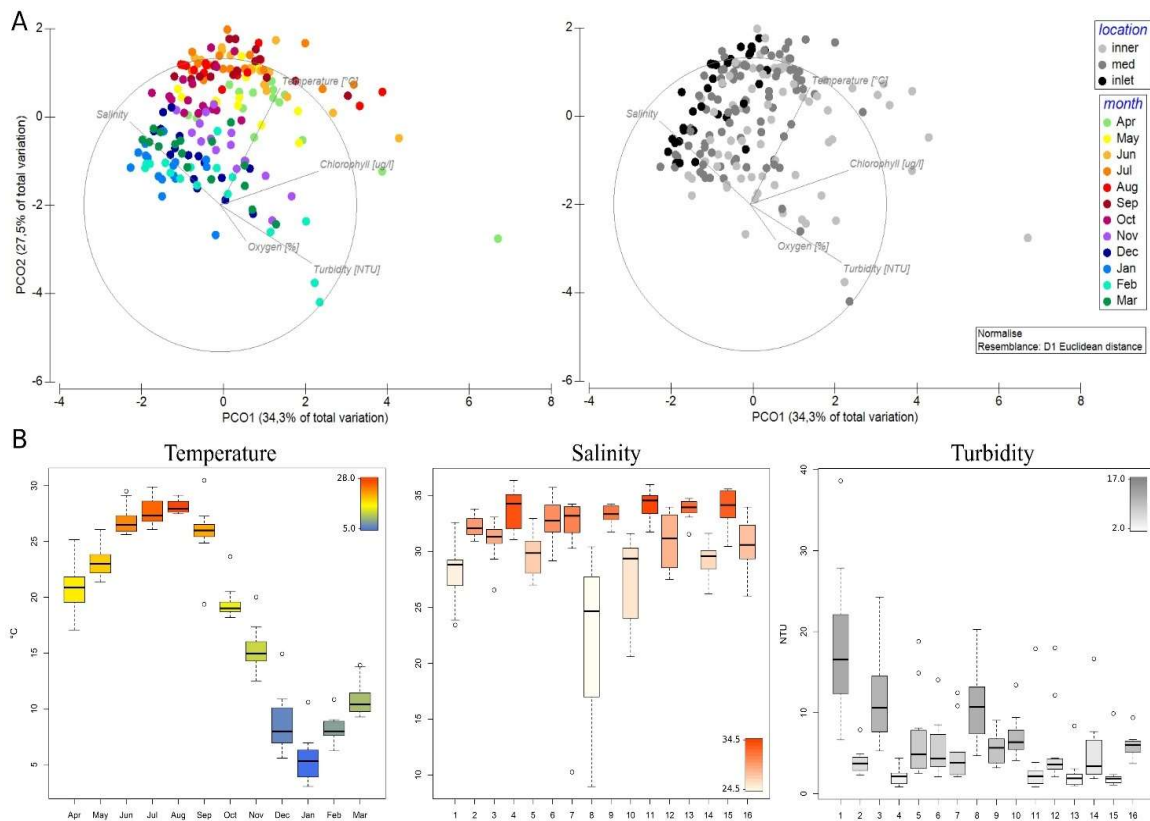 A
PCO2 (27,5% of total variation)
2
0
-2
-4
-6
Temperature [°C]
Salinity
Chlorophyll [ug/l]
Oxygen [%]
Turbidity [NTU]
-4 -2 0 2 4 6 8
PCO1 (34,3% of total variation)
2
0
-2
-4
-6
Temperature [°C]
Salinity
Chlorophyll [ug/l]
Oxygen [%]
Turbidity [NTU]
-4 -2 0 2 4 6 8
PCO1 (34,3% of total variation)
location
inner
med
inlet
month
Apr
May
Jun
Jul
Aug
Sep
Oct
Nov
Dec
Jan
Feb
Mar
Normalise
Resemblance: D1 Euclidean distance
B
Temperature
°C
30
25
20
15
10
5
28.0
5.0
Apr May Jun Jul Aug Sep Oct Nov Dec Jan Feb Mar
Salinity
35
30
25
20
15
10
34.5
24.5
1 2 3 4 5 6 7 8 9 10 11 12 13 14 15 16
Turbidity
NTU
40
30
20
10
0
17.0
2.0
1 2 3 4 5 6 7 8 9 10 11 12 13 14 15 16